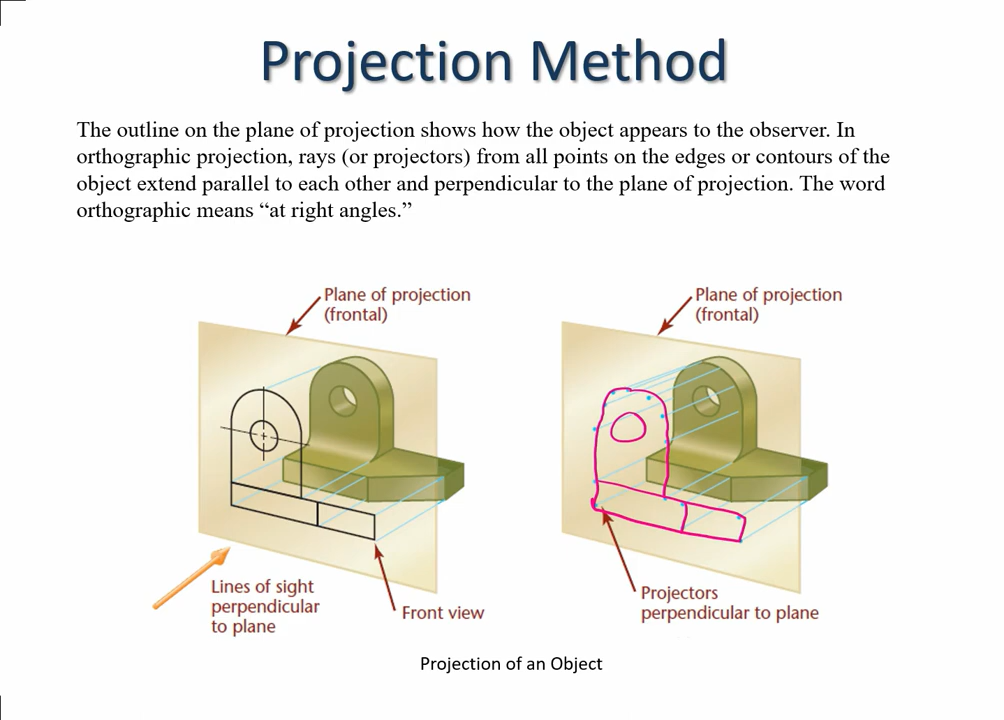 Projection Method
The outline on the plane of projection shows how the object appears to the observer. In
orthographic projection, rays (or projectors) from all points on the edges or contours of the
object extend parallel to each other and perpendicular to the plane of projection. The word
orthographic means “at right angles.”
Plane of projection
(frontal)
Lines of sight
perpendicular
to plane
Front view
Plane of projection
(frontal)
Projectors
perpendicular to plane
Projection of an Object